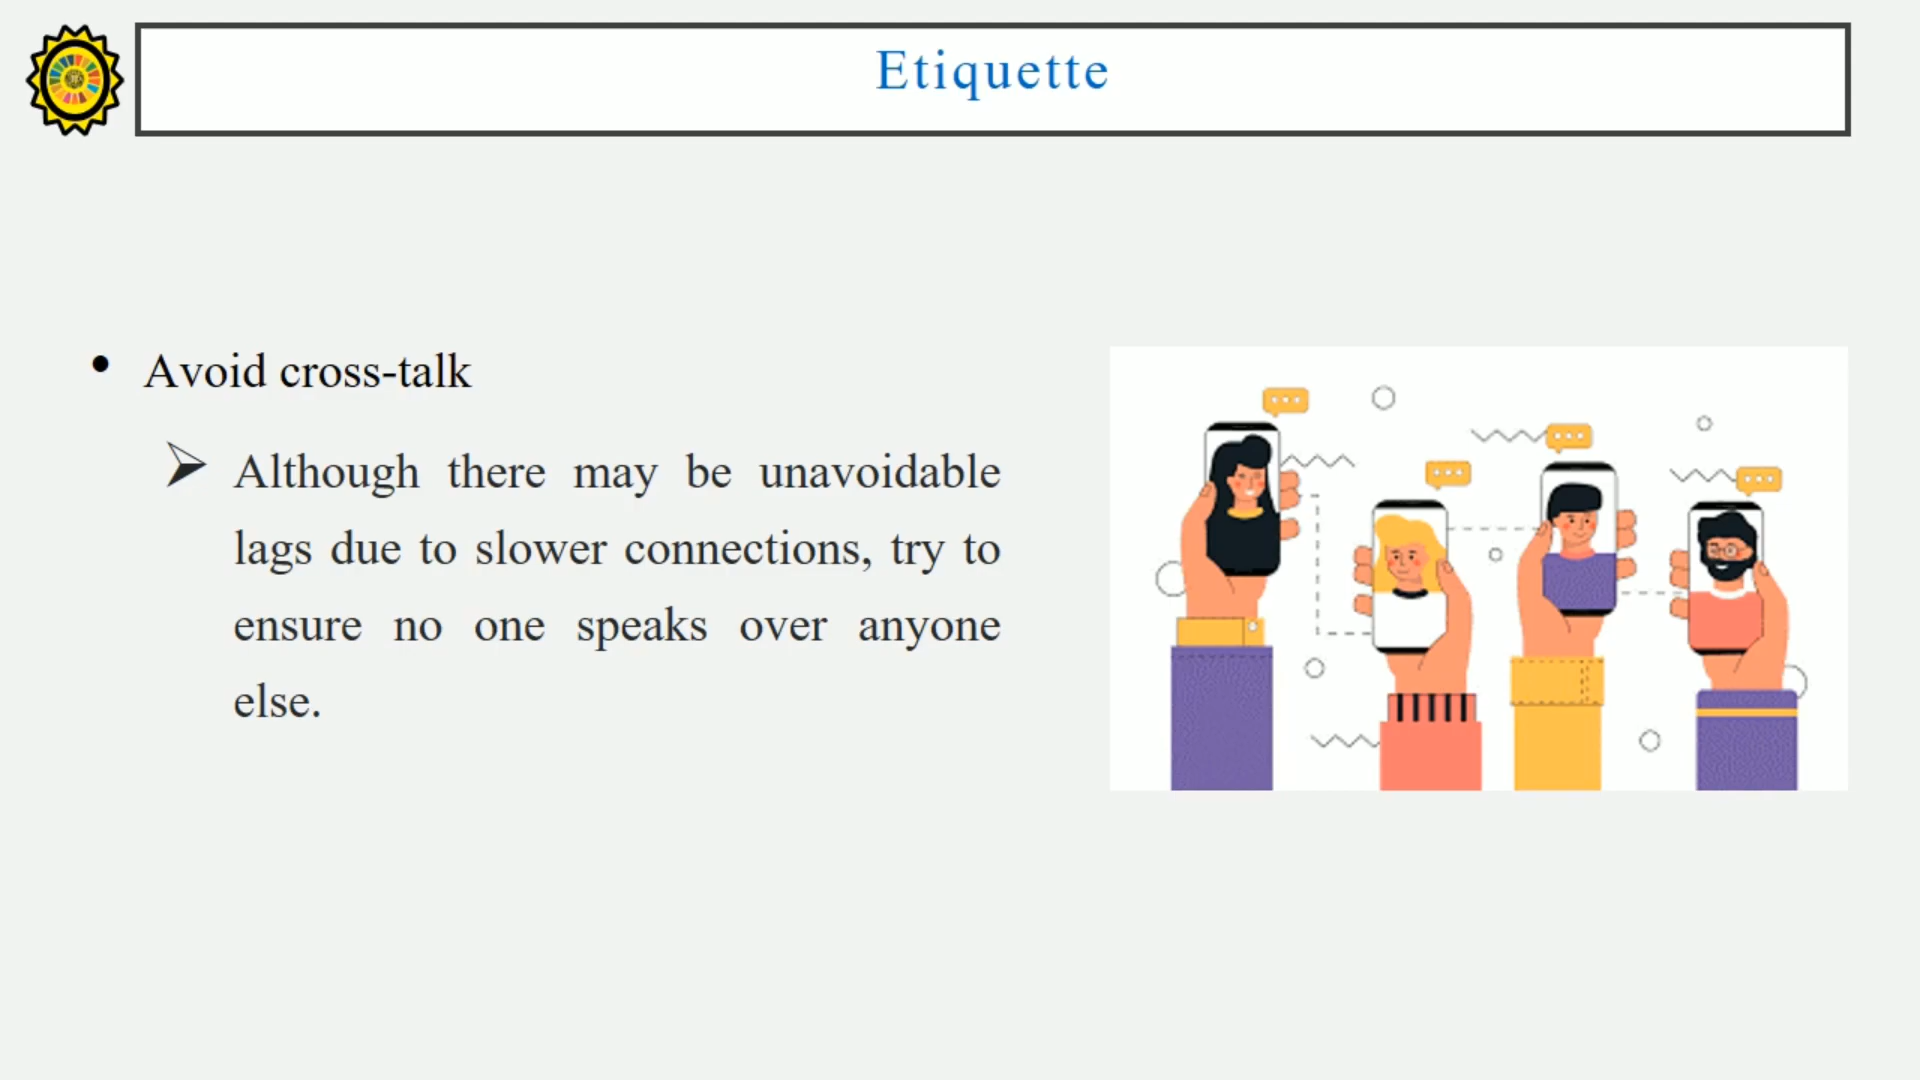 Etiquette
• Avoid cross-talk
➢ Although there may be unavoidable
lags due to slower connections, try to
ensure no one speaks over anyone
else.